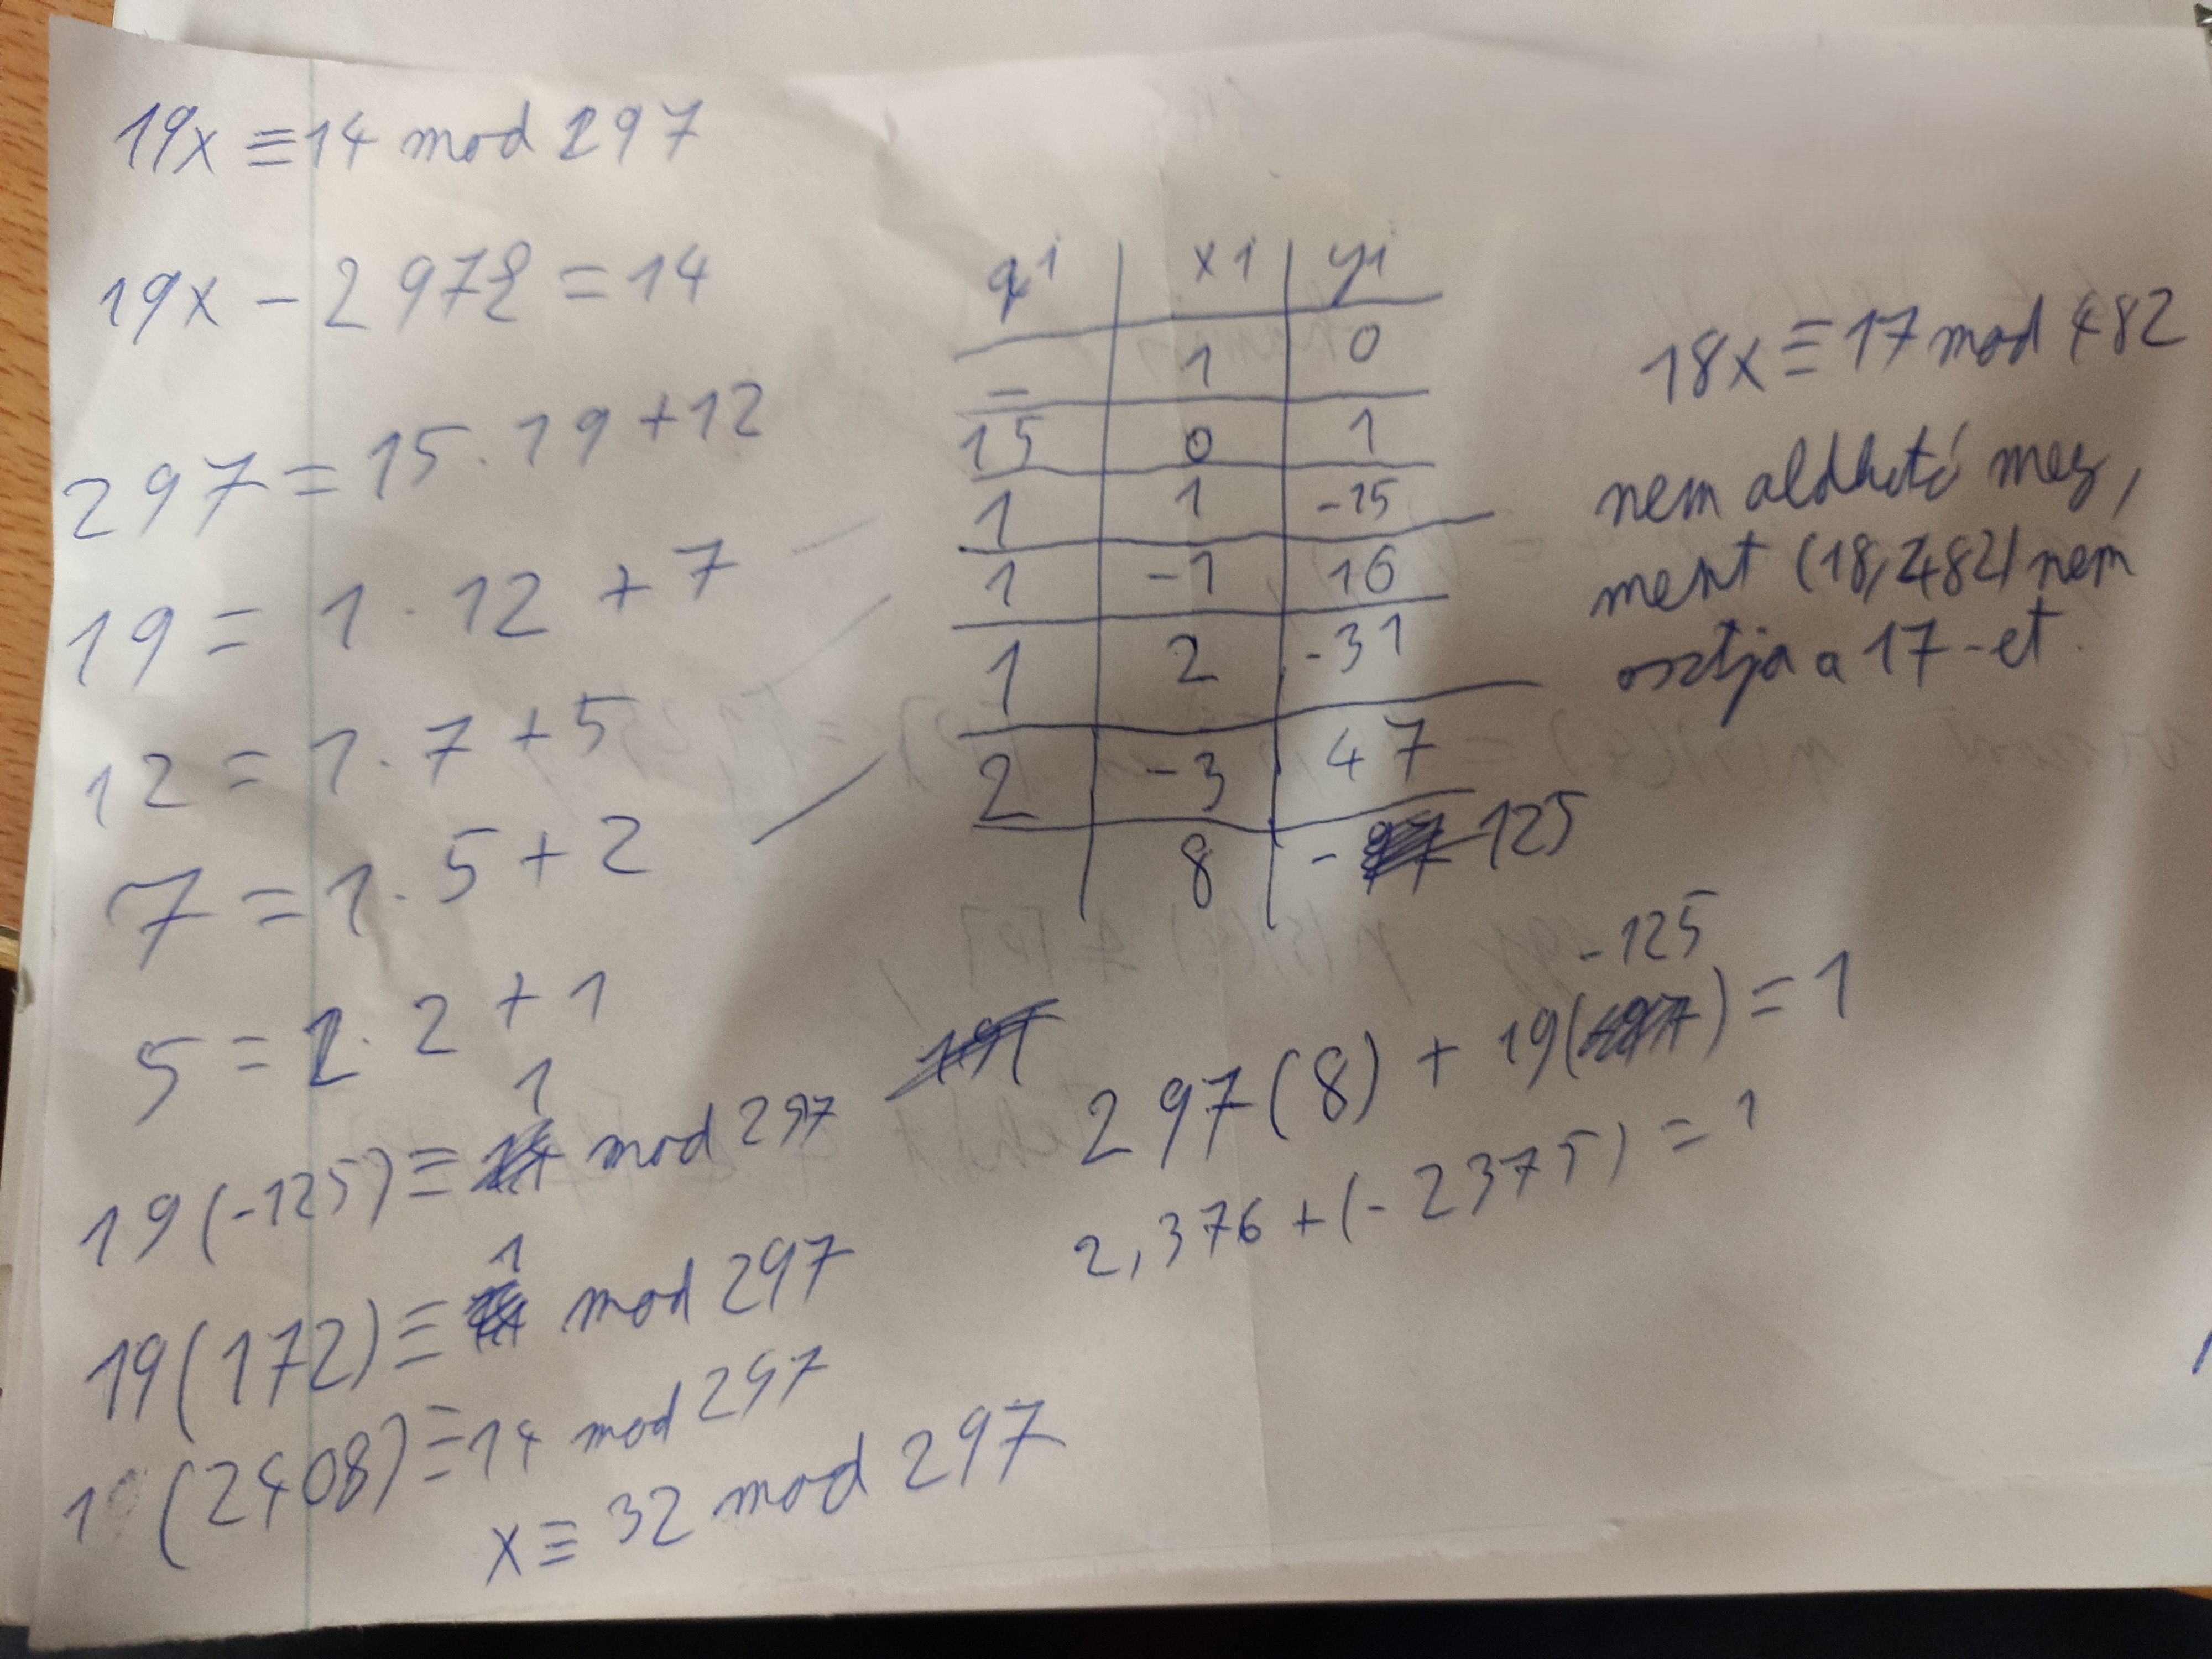 19x ≡ 14 mod 297
19x - 297q = 14
297 = 15 · 19 + 12
19 = 1 · 12 + 7
12 = 1 · 7 + 5
7 = 1 · 5 + 2
5 = 2 · 2 + 1
19(-125) ≡ 1 mod 297
19(172) ≡ 1 mod 297
19(2408) ≡ 14 mod 297
x ≡ 32 mod 297
qi xi yi
- 1 0
15 0 1
1 1 -15
1 -1 16
1 2 -31
2 -3 47
8 -125
297(8) + 19(-125) = 1
2,376 + (-2375) = 1
18x ≡ 17 mod 482
nem oldható meg,
mert (18,482) nem
osztja a 17-et.